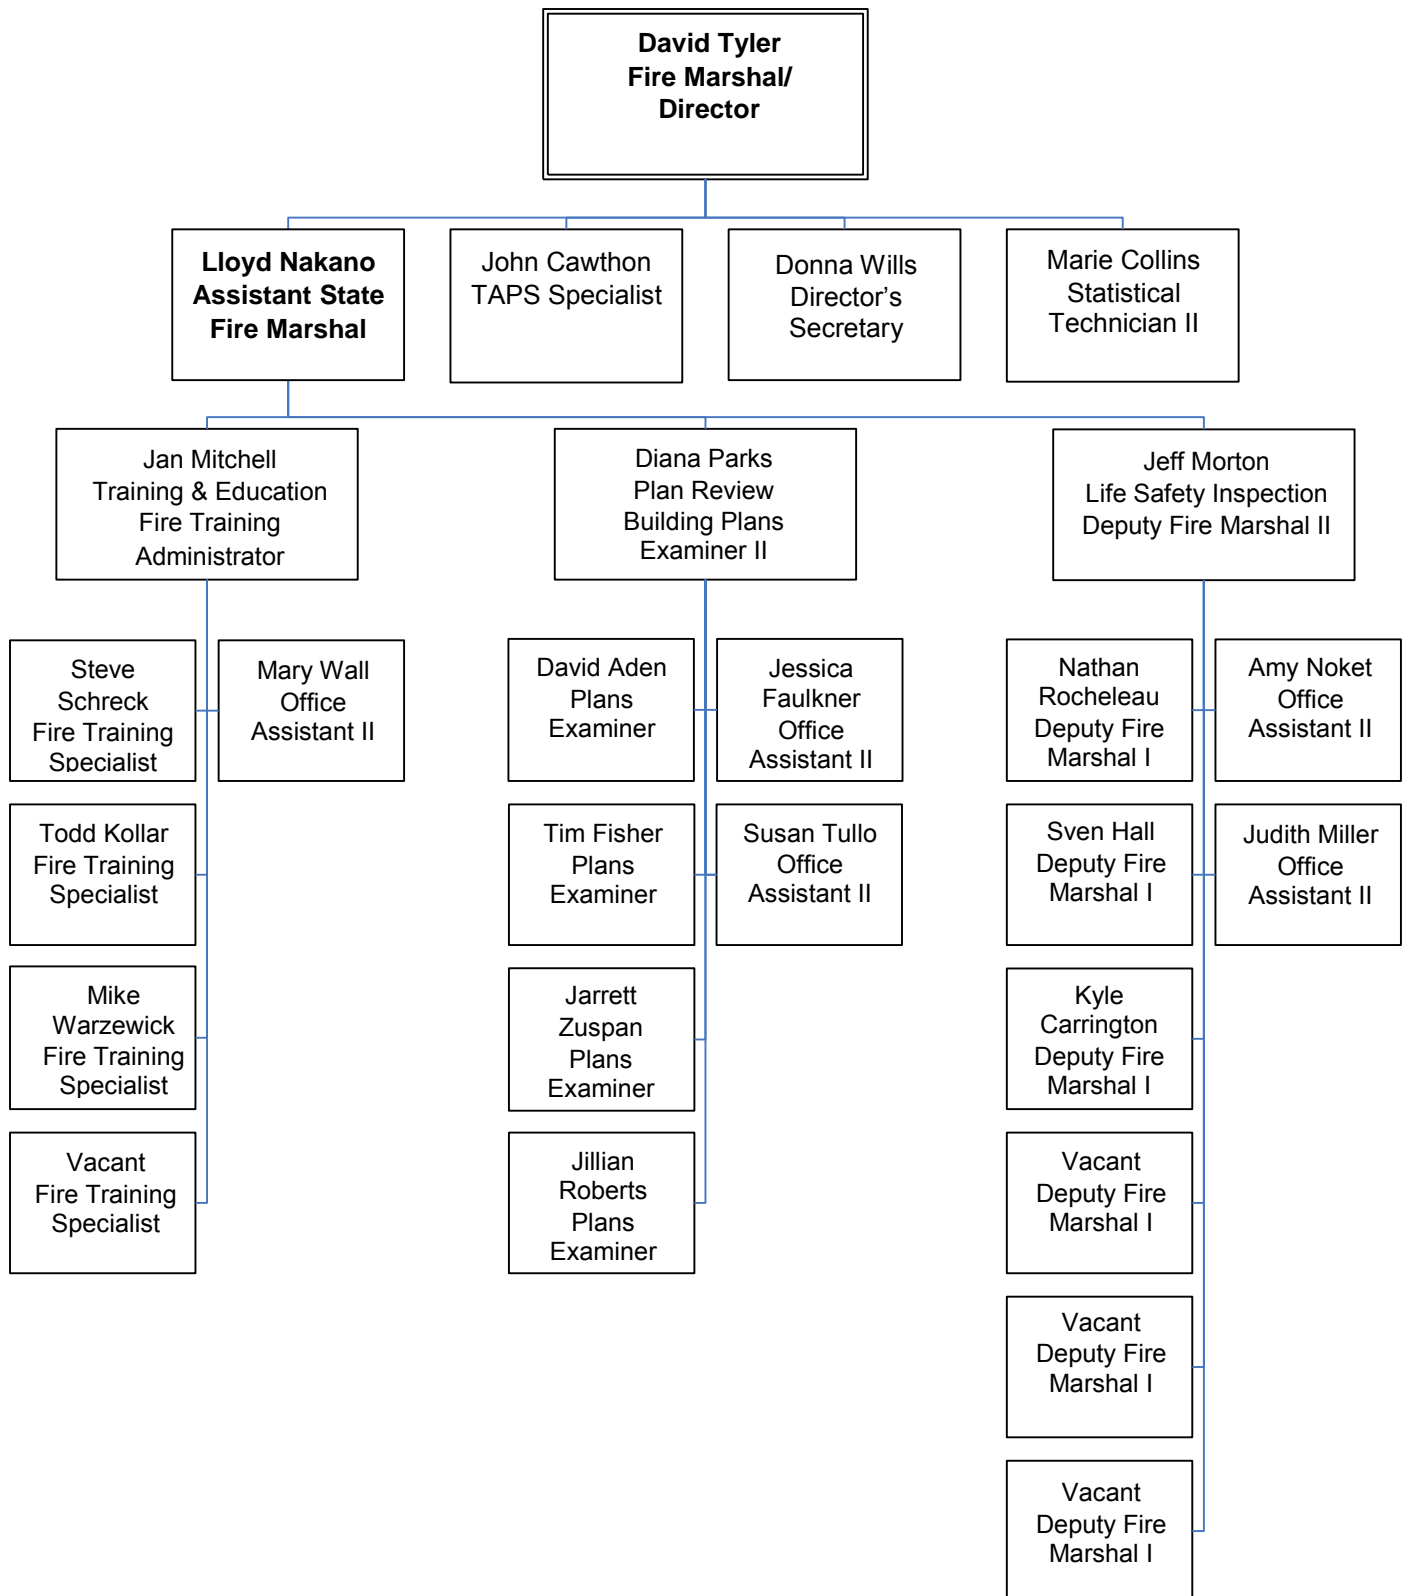 David Tyler
Fire Marshal/
Director
Lloyd Nakano
Assistant State
Fire Marshal
John Cawthon
TAPS Specialist
Donna Wills
Director’s
Secretary
Marie Collins
Statistical
Technician II
Jan Mitchell
Training & Education
Fire Training
Administrator
Diana Parks
Plan Review
Building Plans
Examiner II
Jeff Morton
Life Safety Inspection
Deputy Fire Marshal II
Steve
Schreck
Fire Training
Specialist
Mary Wall
Office
Assistant II
David Aden
Plans
Examiner
Jessica
Faulkner
Office
Assistant II
Nathan
Rocheleau
Deputy Fire
Marshal I
Amy Noket
Office
Assistant II
Todd Kollar
Fire Training
Specialist
Tim Fisher
Plans
Examiner
Susan Tullo
Office
Assistant II
Sven Hall
Deputy Fire
Marshal I
Judith Miller
Office
Assistant II
Mike
Warzewick
Fire Training
Specialist
Jarrett
Zuspan
Plans
Examiner
Kyle
Carrington
Deputy Fire
Marshal I
Vacant
Fire Training
Specialist
Jillian
Roberts
Plans
Examiner
Vacant
Deputy Fire
Marshal I
Vacant
Deputy Fire
Marshal I
Vacant
Deputy Fire
Marshal I